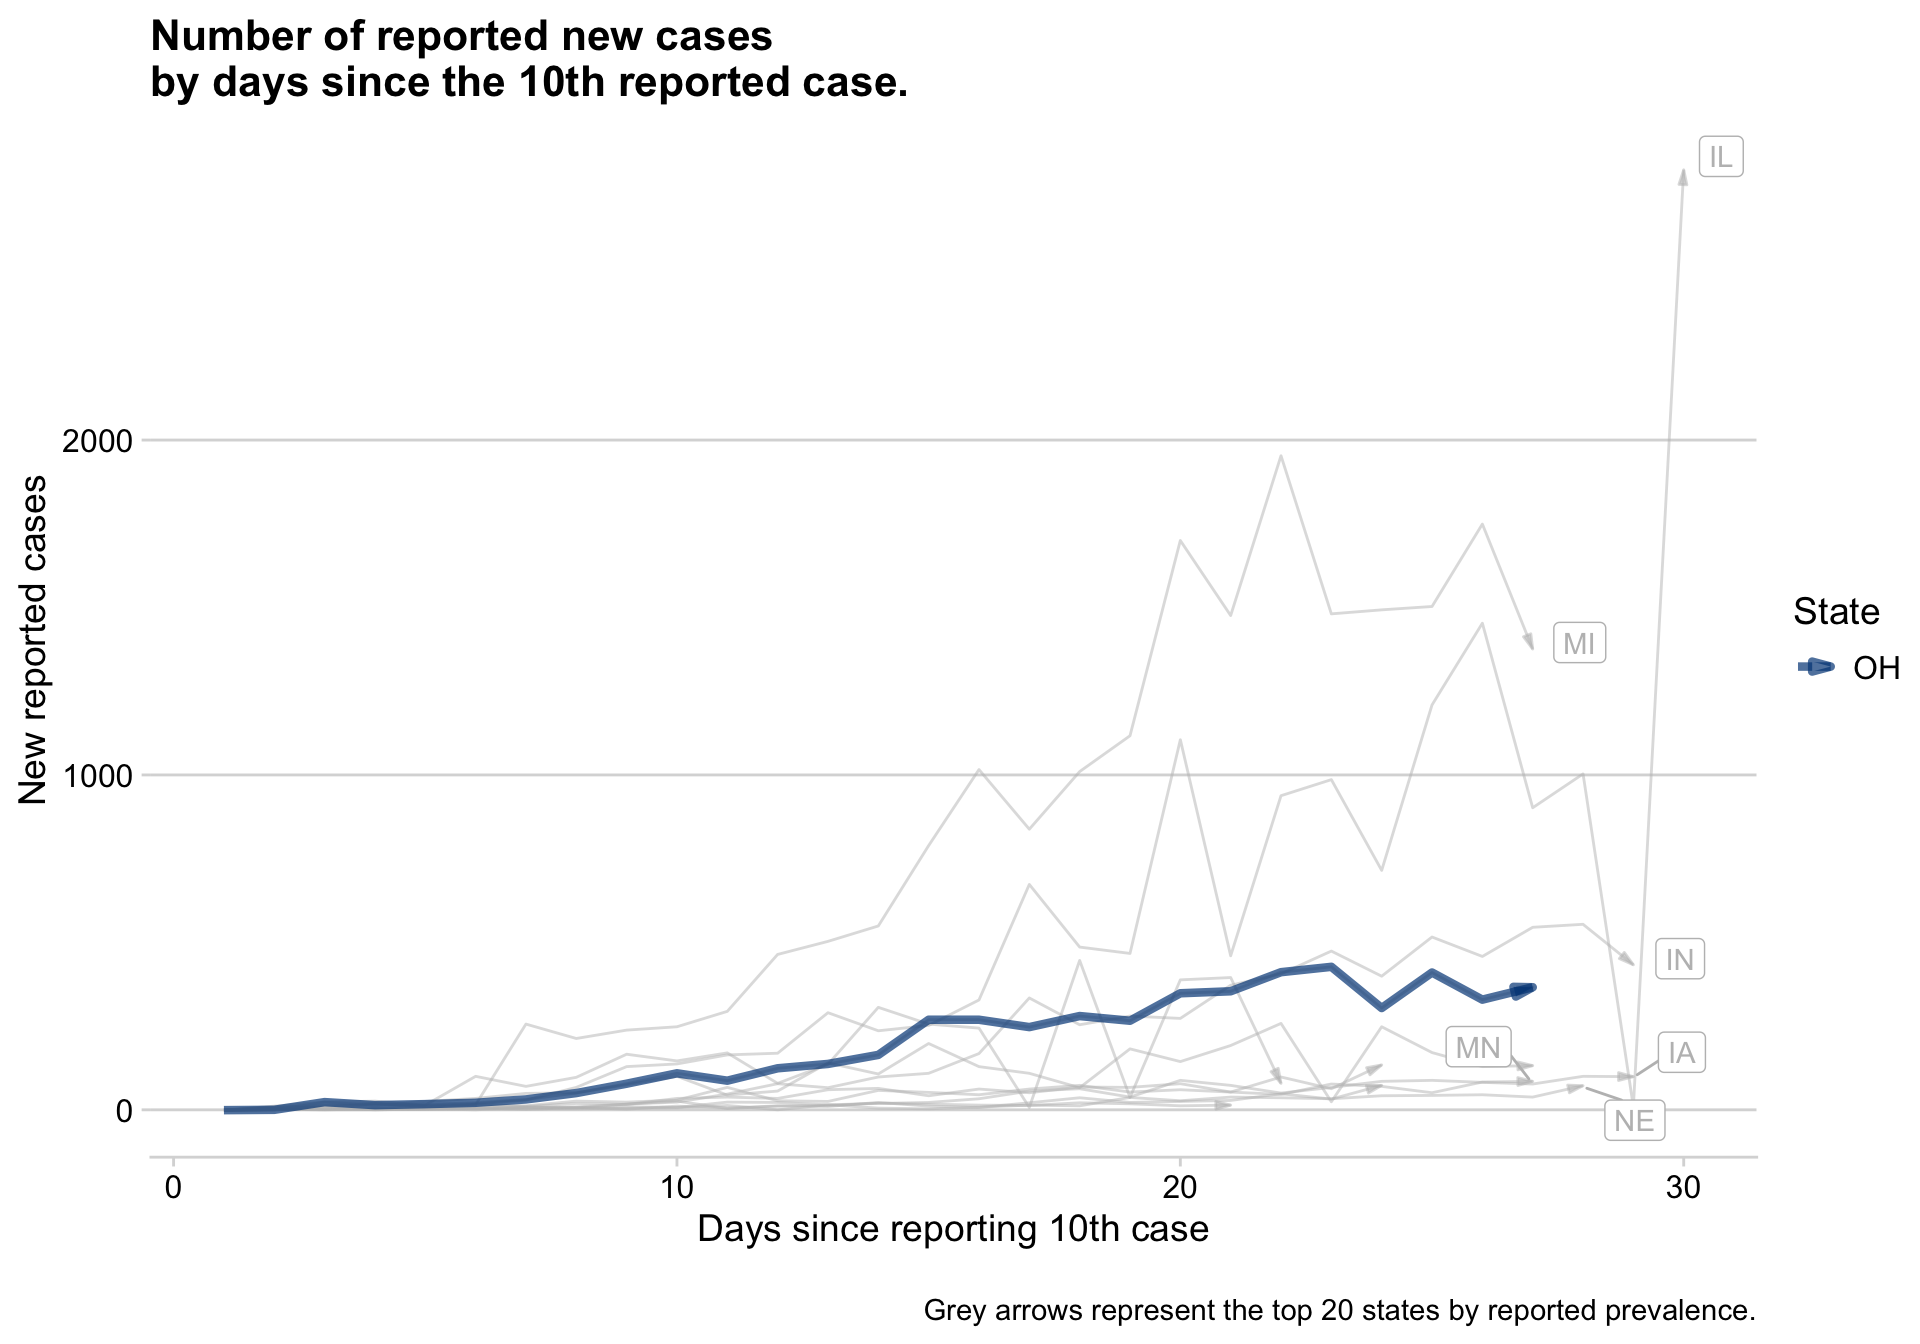 Number of reported new cases
by days since the 10th reported case.
IL
2000
MI
1000
IN
MN
IA
NE
0
New reported cases
0 10 20 30
Days since reporting 10th case
State
OH
Grey arrows represent the top 20 states by reported prevalence.